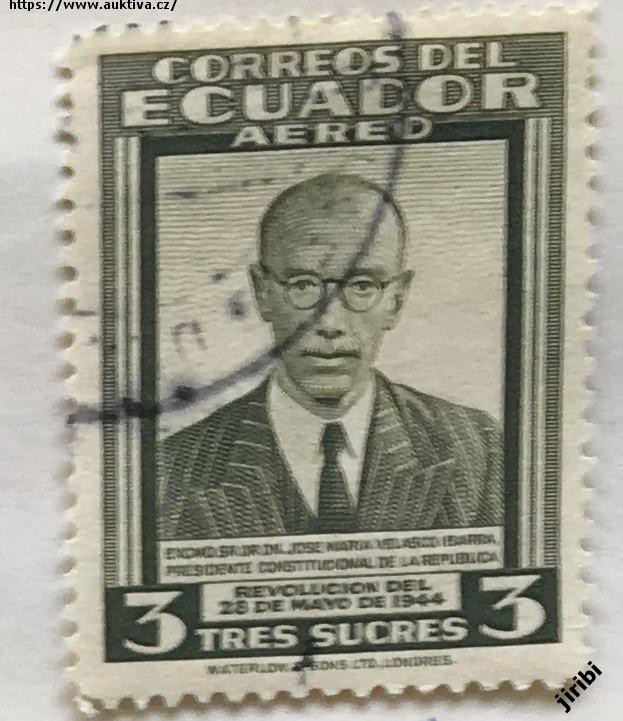 https://www.auktiva.cz/
CORREOS DEL
ECUADOR
AEREO
EXCMO. SR. DR. DN. JOSE MARIA VELASCO IBARRA,
PRESIDENTE CONSTITUCIONAL DE LA REPUBLICA
REVOLUCION DEL
28 DE MAYO DE 1944
3 TRES SUCRES 3
WATERLOW & SONS LTD., LONDRES.
jiribi